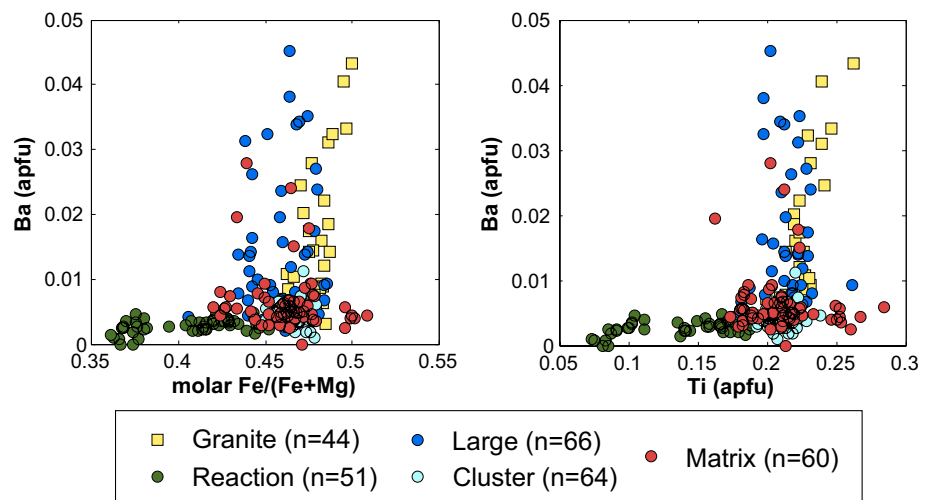 0.05
0.04
0.03
0.02
0.01
0
Ba (apfu)
0.35
0.4
0.45
0.5
0.55
molar Fe/(Fe+Mg)
0.05
0.04
0.03
0.02
0.01
0
Ba (apfu)
0.05
0.1
0.15
0.2
0.25
0.3
Ti (apfu)
Granite (n=44)
Large (n=66)
Matrix (n=60)
Reaction (n=51)
Cluster (n=64)